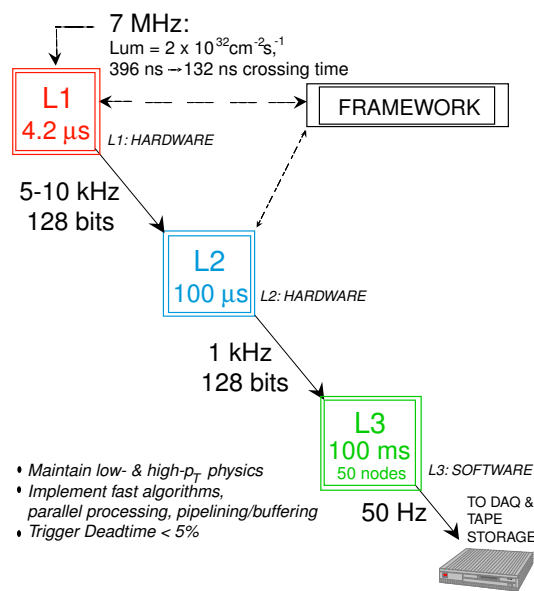 7 MHz:
Lum = 2 x 10^32 cm^-2 s,^-1
396 ns → 132 ns crossing time
L1
4.2 μs
L1: HARDWARE
FRAMEWORK
5-10 kHz
128 bits
L2
100 μs
L2: HARDWARE
1 kHz
128 bits
L3
100 ms
50 nodes
L3: SOFTWARE
• Maintain low- & high-p_T physics
• Implement fast algorithms,
parallel processing, pipelining/buffering
• Trigger Deadtime < 5%
50 Hz
TO DAQ &
TAPE
STORAGE